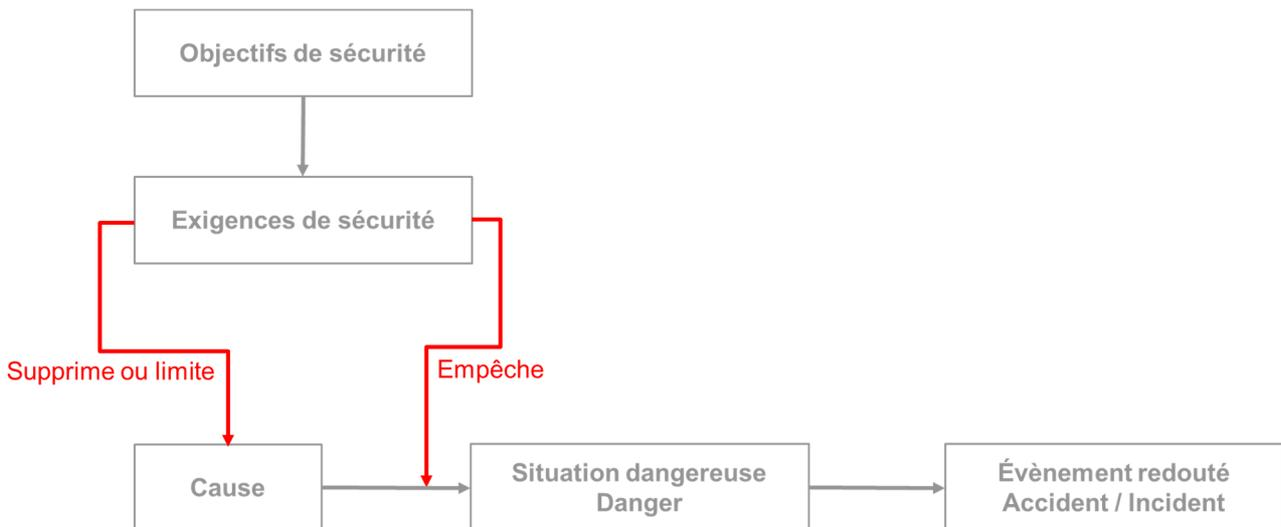 Objectifs de sécurité
Exigences de sécurité
Supprime ou limite
Empêche
Cause
Situation dangereuse
Danger
Évènement redouté
Accident / Incident